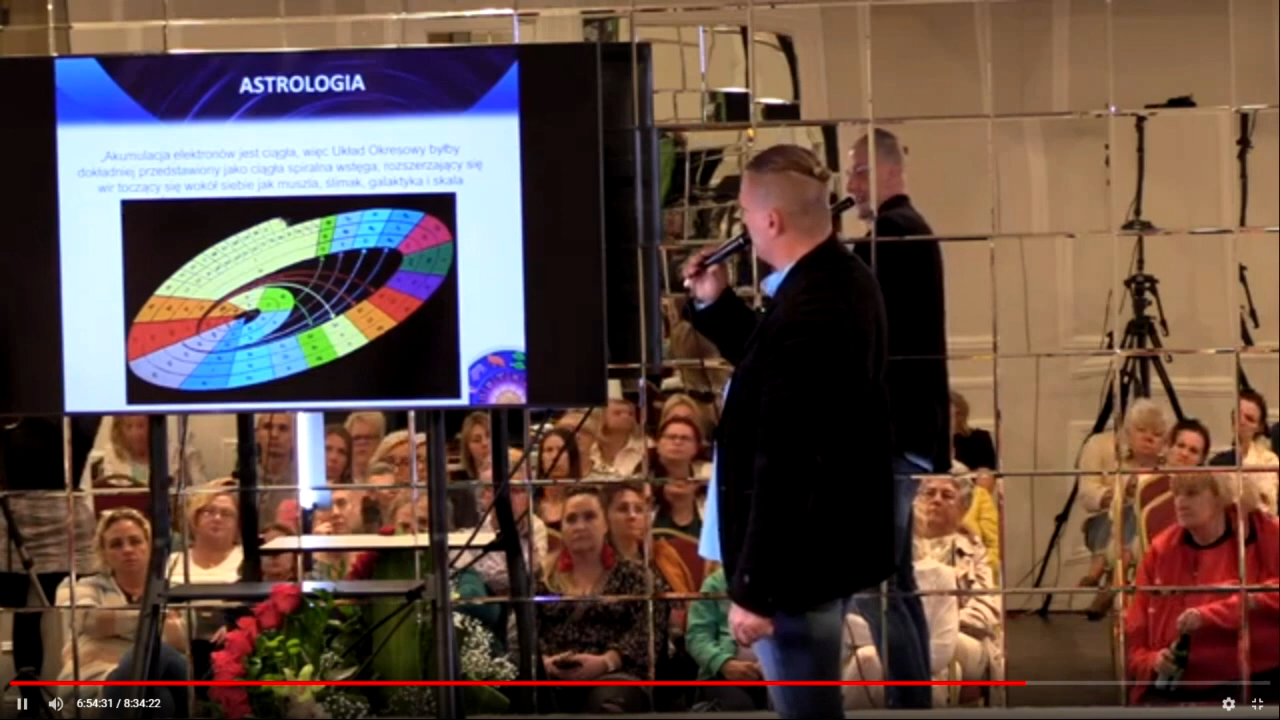 ASTROLOGIA
„Akumulacja elektronów jest ciągła, więc Układ Okresowy byłby
dokładniej przedstawiony jako ciągła spiralna wstęga, rozszerzający się
wir toczący się wokół siebie jak muszla, ślimak, galaktyka i skała
6:54:31 / 8:34:22